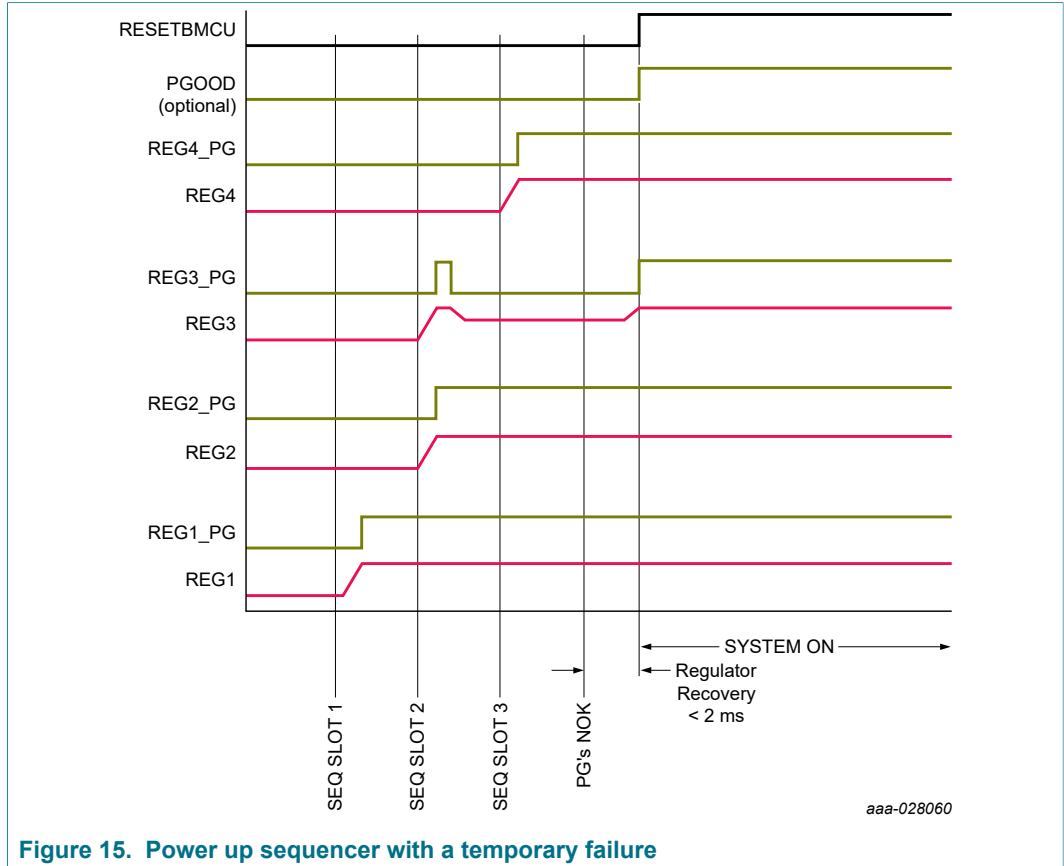 RESETBMCU
PGOOD
(optional)
REG4_PG
REG4
REG3_PG
REG3
REG2_PG
REG2
REG1_PG
REG1
SYSTEM ON
Regulator
Recovery
< 2 ms
SEQ SLOT 1
SEQ SLOT 2
SEQ SLOT 3
PG's NOK
aaa-028060
Figure 15. Power up sequencer with a temporary failure